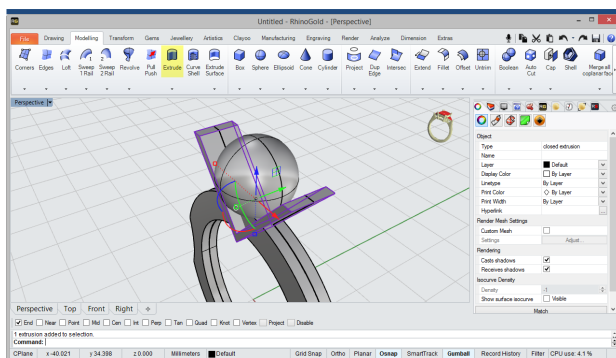 Untitled - RhinoGold - [Perspective]
File Drawing Modelling Transform Gems Jewellery Artistics Clayoo Manufacturing Engraving Render Analyze Dimension Extras
Corners Edges Loft Sweep 1 Rail Sweep 2 Rail Revolve Pull Push Extrude Curve Shell Extrude Surface Box Sphere Ellipsoid Cone Cylinder Project Dup Edge Intersec Extend Fillet Offset Untrim Boolean Auto Cut Cap Shell Merge all coplanar face
Perspective
Object
Type closed extrusion
Name
Layer Default
Display Color By Layer
Linetype By Layer
Print Color By Layer
Print Width By Layer
Hyperlink
Render Mesh Settings
Custom Mesh
Settings Adjust...
Rendering
Casts shadows
Receives shadows
Isocurve Density
Density -1
Show surface isocurve Visible
Match
Perspective Top Front Right
End Near Point Mid Cen Int Perp Tan Quad Knot Vertex Project Disable
1 extrusion added to selection.
Command:
CPlane x -40.021 y 34.398 z 0.000 Millimeters Default Grid Snap Ortho Planar Osnap SmartTrack Gumball Record History Filter CPU use: 4.1 %